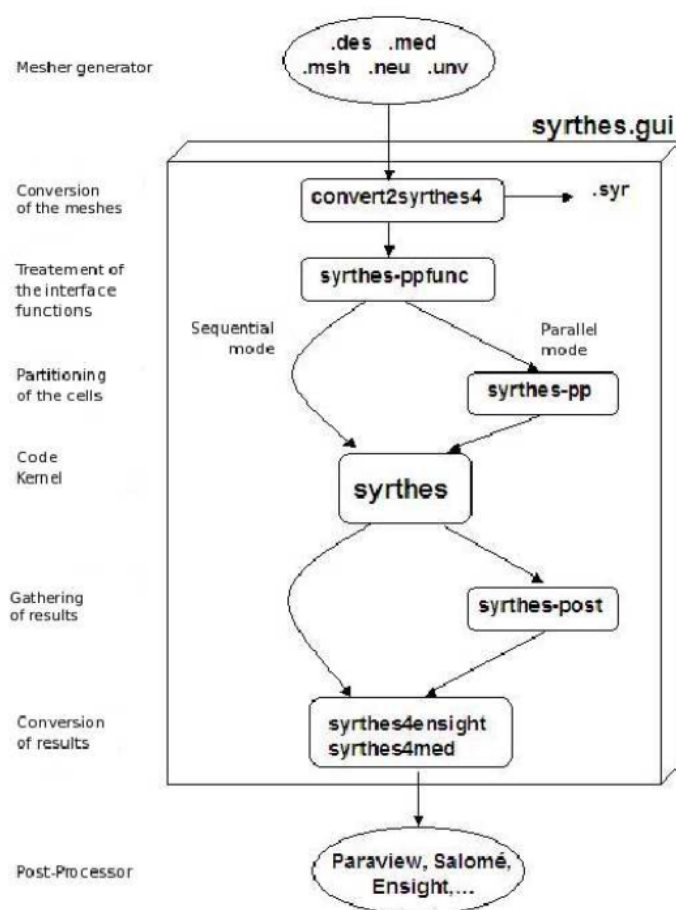 .des .med
Mesher generator
.msh .neu .unv
syrthes.gui
Conversion
of the meshes
convert2syrthes4
.syr
Treatement of
the interface
functions
syrthes-ppfunc
Sequential
mode
Parallel
mode
Partitioning
of the cells
syrthes-pp
Code
Kernel
syrthes
Gathering
of results
syrthes-post
Conversion
of results
syrthes4ensight
syrthes4med
Post-Processor
Paraview, Salomé,
Ensight,...